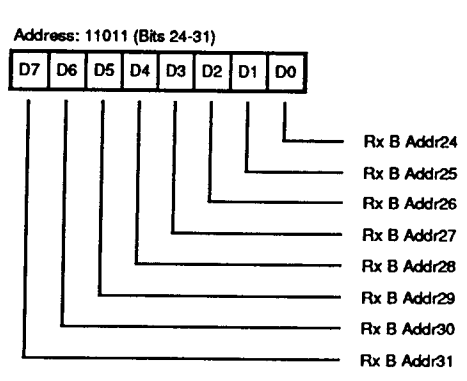 Address: 11011 (Bits 24-31)
D7 D6 D5 D4 D3 D2 D1 D0
Rx B Addr24
Rx B Addr25
Rx B Addr26
Rx B Addr27
Rx B Addr28
Rx B Addr29
Rx B Addr30
Rx B Addr31